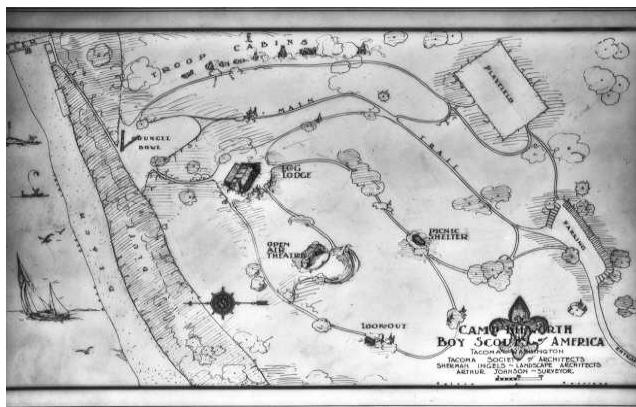 TROOP CABINS
PLAYFIELD
MAIN TRAIL
COUNCIL
BOWL
LOG
LODGE
OPEN
AIR
THEATRE
PICNIC
SHELTER
PARKING
LOOKOUT
CAMP KILWORTH
BOY SCOUTS of AMERICA
TACOMA WASHINGTON
TACOMA SOCIETY of ARCHITECTS
SHERMAN INGELS ~ LANDSCAPE ARCHITECTS
ARTHUR JOHNSON ~ SURVEYOR.